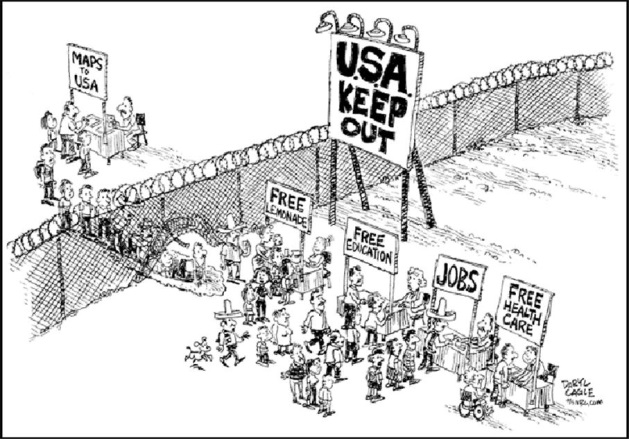 MAPS
TO
USA
U.S.A.
KEEP
OUT
FREE
LEMONADE
FREE
EDUCATION
JOBS
FREE
HEALTH
CARE
DARYL
CAGLE